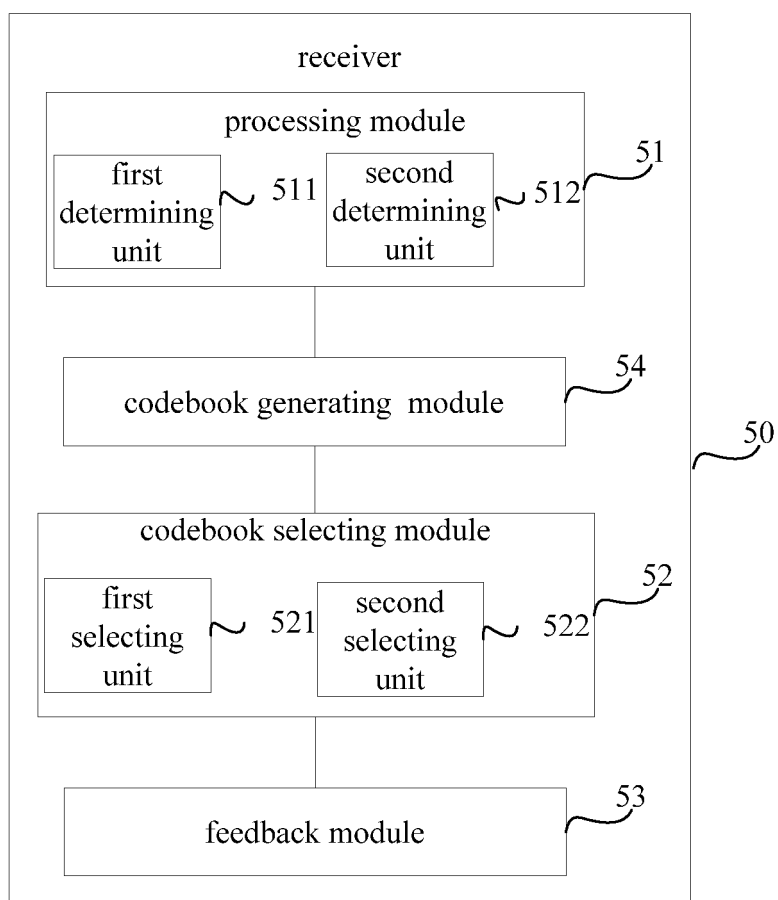 receiver
processing module
51
first
determining
unit
511
second
determining
unit
512
codebook generating module
54
50
codebook selecting module
52
first
selecting
unit
521
second
selecting
unit
522
feedback module
53